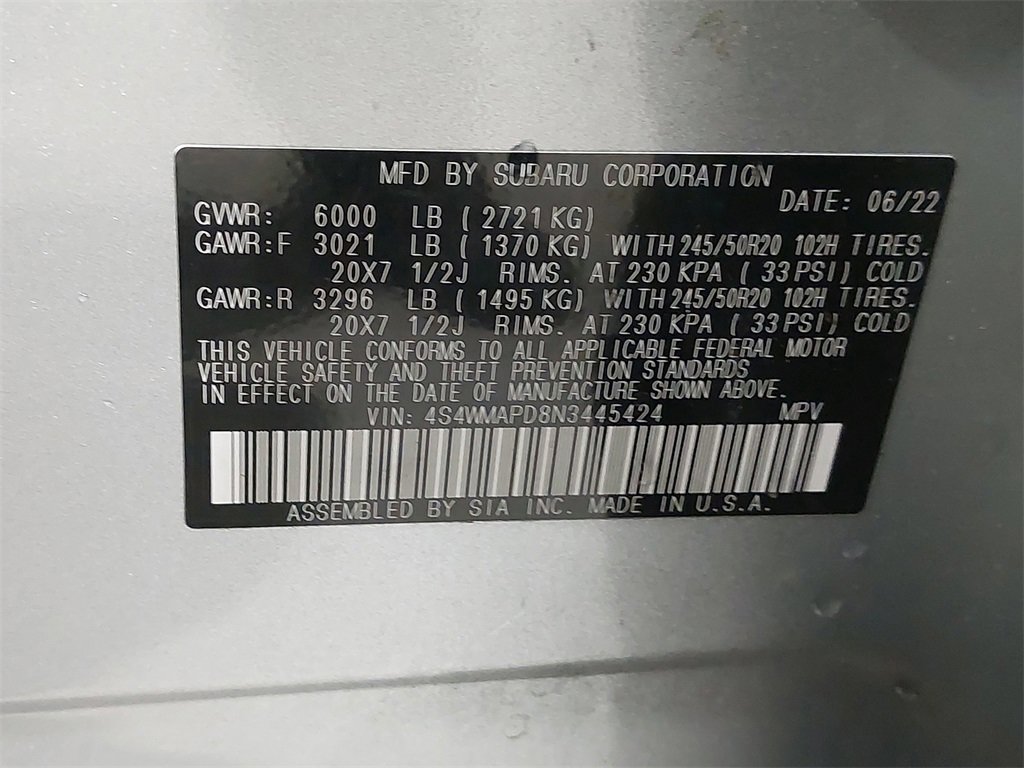 MFD BY SUBARU CORPORATION
DATE: 06/22
GVWR: 6000 LB ( 2721 KG)
GAWR:F 3021 LB ( 1370 KG) WITH 245/50R20 102H TIRES.
20X7 1/2J RIMS. AT 230 KPA ( 33 PSI) COLD
GAWR:R 3296 LB ( 1495 KG) WITH 245/50R20 102H TIRES.
20X7 1/2J RIMS. AT 230 KPA ( 33 PSI) COLD
THIS VEHICLE CONFORMS TO ALL APPLICABLE FEDERAL MOTOR
VEHICLE SAFETY AND THEFT PREVENTION STANDARDS
IN EFFECT ON THE DATE OF MANUFACTURE SHOWN ABOVE.
VIN: 4S4WMAPD8N3445424 MPV
ASSEMBLED BY SIA INC. MADE IN U.S.A.